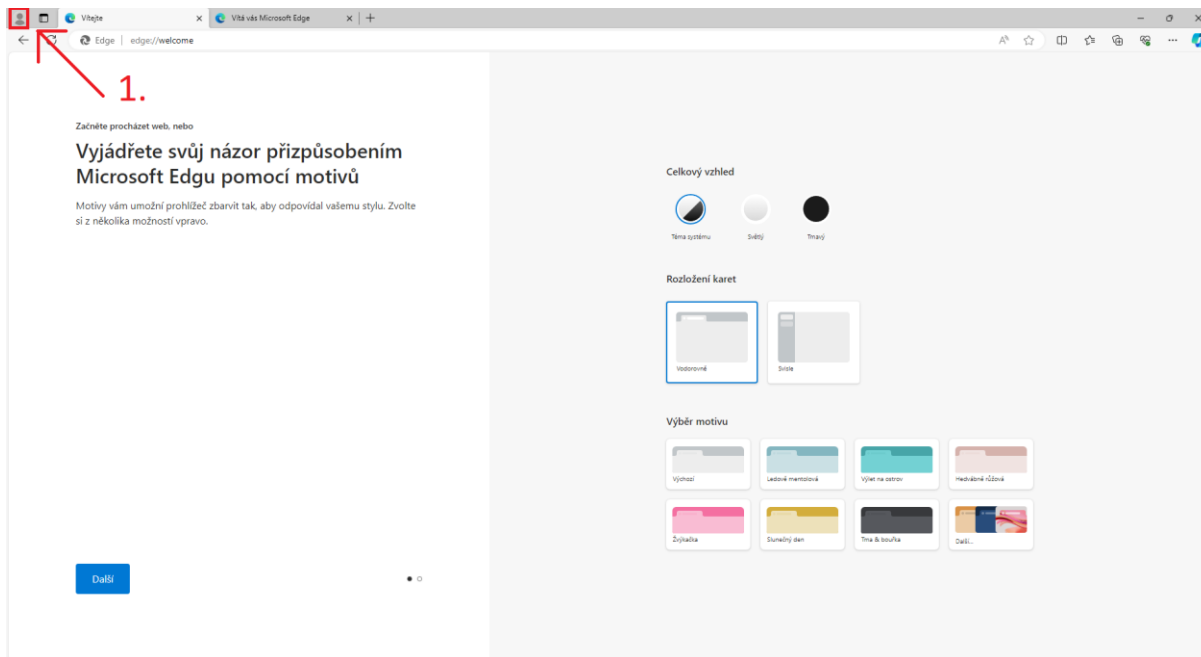 Vítejte
Vítá vás Microsoft Edge
Edge
edge://welcome
1.
Začněte procházet web, nebo
Vyjádřete svůj názor přizpůsobením
Microsoft Edgu pomocí motivů
Motivy vám umožní prohlížeč zbarvit tak, aby odpovídal vašemu stylu. Zvolte
si z několika možností vpravo.
Další
Celkový vzhled
Téma systému
Světlý
Tmavý
Rozložení karet
Vodorovně
Svisle
Výběr motivu
Výchozí
Ledově mentolová
Výlet na ostrov
Hedvábně růžová
Žvýkačka
Slunečný den
Tma & bouřka
Další...